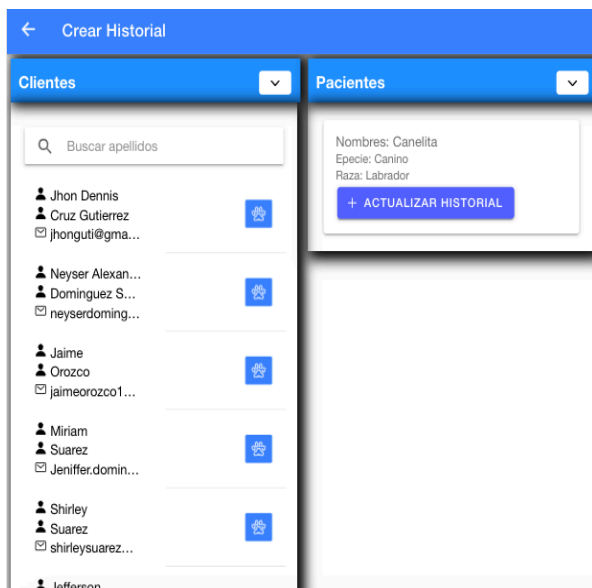 Crear Historial
Clientes
Buscar apellidos
Jhon Dennis
Cruz Gutierrez
jhonguti@gma...
Neyser Alexan...
Dominguez S...
neyserdoming...
Jaime
Orozco
jaimeorozco1...
Miriam
Suarez
Jeniffer.domin...
Shirley
Suarez
shirleysuarez...
Jefferson
Pacientes
Nombres: Canelita
Epecie: Canino
Raza: Labrador
+ ACTUALIZAR HISTORIAL